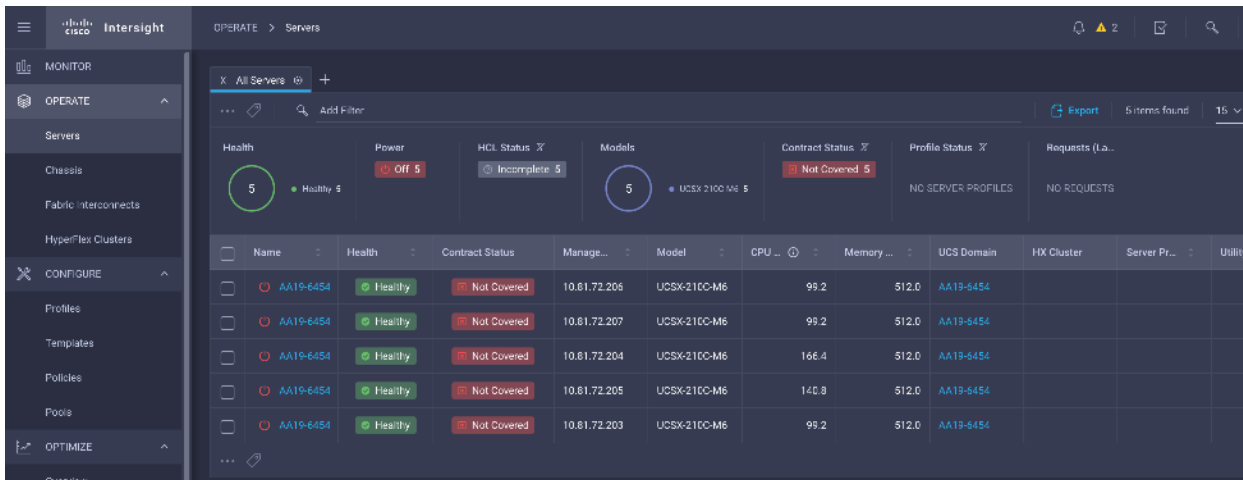 cisco Intersight
OPERATE > Servers
2
MONITOR
OPERATE
Servers
Chassis
Fabric Interconnects
HyperFlex Clusters
CONFIGURE
Profiles
Templates
Policies
Pools
OPTIMIZE
All Servers
Add Filter
Export
5 items found
15
Health
5
Healthy 5
Power
Off 5
HCL Status
Incomplete 5
Models
5
UCSX-210C-M6 5
Contract Status
Not Covered 5
Profile Status
NO SERVER PROFILES
Requests (La...
NO REQUESTS
Name Health Contract Status Manage... Model CPU ... Memory ... UCS Domain HX Cluster Server Pr... Utilit
AA19-6454 Healthy Not Covered 10.81.72.206 UCSX-210C-M6 99.2 512.0 AA19-6454
AA19-6454 Healthy Not Covered 10.81.72.207 UCSX-210C-M6 99.2 512.0 AA19-6454
AA19-6454 Healthy Not Covered 10.81.72.204 UCSX-210C-M6 166.4 512.0 AA19-6454
AA19-6454 Healthy Not Covered 10.81.72.205 UCSX-210C-M6 140.8 512.0 AA19-6454
AA19-6454 Healthy Not Covered 10.81.72.203 UCSX-210C-M6 99.2 512.0 AA19-6454